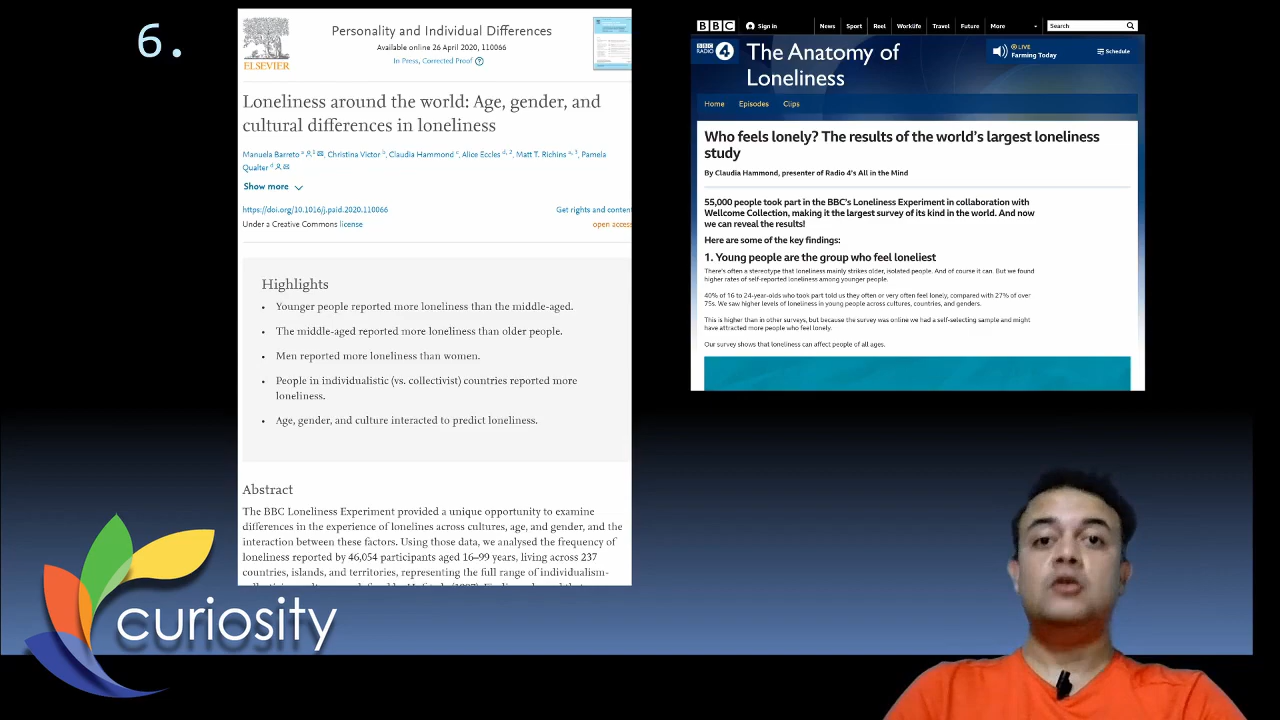 6.
ELSEVIER
Personality and Individual Differences
Available online 26 April 2020, 110066
In Press, Corrected Proof
Loneliness around the world: Age, gender, and
cultural differences in loneliness
Manuela Barreto a 1, Christina Victor b, Claudia Hammond c, Alice Eccles d, 2, Matt T. Richins a, 3, Pamela
Qualter d
Show more
https://doi.org/10.1016/j.paid.2020.110066
Get rights and content
Under a Creative Commons license
open access
Highlights
• Younger people reported more loneliness than the middle-aged.
• The middle-aged reported more loneliness than older people.
• Men reported more loneliness than women.
• People in individualistic (vs. collectivist) countries reported more
loneliness.
• Age, gender, and culture interacted to predict loneliness.
Abstract
The BBC Loneliness Experiment provided a unique opportunity to examine
differences in the experience of loneliness across cultures, age, and gender, and the
interaction between these factors. Using those data, we analysed the frequency of
loneliness reported by 46,054 participants aged 16–99 years, living across 237
countries, islands, and territories, representing the full range of individualism-
BBC
Sign in
News
Sport
Reel
Worklife
Travel
Future
More
Search
BBC
RADIO
4
The Anatomy of
Loneliness
LIVE
Farming Today
Schedule
Home
Episodes
Clips
Who feels lonely? The results of the world's largest loneliness
study
By Claudia Hammond, presenter of Radio 4's All in the Mind
55,000 people took part in the BBC's Loneliness Experiment in collaboration with
Wellcome Collection, making it the largest survey of its kind in the world. And now
we can reveal the results!
Here are some of the key findings:
1. Young people are the group who feel loneliest
There's often a stereotype that loneliness mainly strikes older, isolated people. And of course it can. But we found
higher rates of self-reported loneliness among younger people.
40% of 16 to 24-year-olds who took part told us they often or very often feel lonely, compared with 27% of over
75s. We saw higher levels of loneliness in young people across cultures, countries, and genders.
This is higher than in other surveys, but because the survey was online we had a self-selecting sample and might
have attracted more people who feel lonely.
Our survey shows that loneliness can affect people of all ages.
curiosity